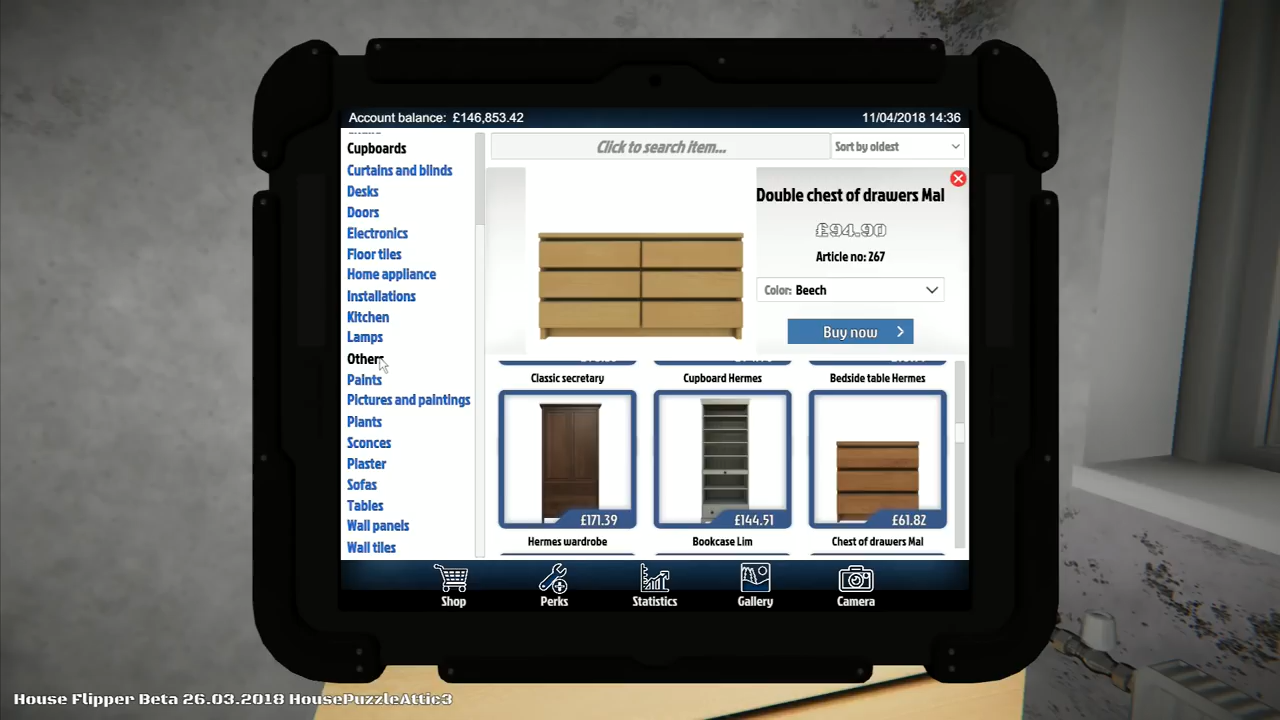 Account balance: £146,853.42
11/04/2018 14:36
Cupboards
Curtains and blinds
Desks
Doors
Electronics
Floor tiles
Home appliance
Installations
Kitchen
Lamps
Others
Paints
Pictures and paintings
Plants
Sconces
Plaster
Sofas
Tables
Wall panels
Wall tiles
Click to search item...
Sort by oldest
Double chest of drawers Mal
£94.90
Article no: 267
Color: Beech
Buy now
Classic secretary
Cupboard Hermes
Bedside table Hermes
£171.39
£144.51
£61.82
Hermes wardrobe
Bookcase Lim
Chest of drawers Mal
Shop
Perks
Statistics
Gallery
Camera
House Flipper Beta 26.03.2018 HousePuzzleAttic3